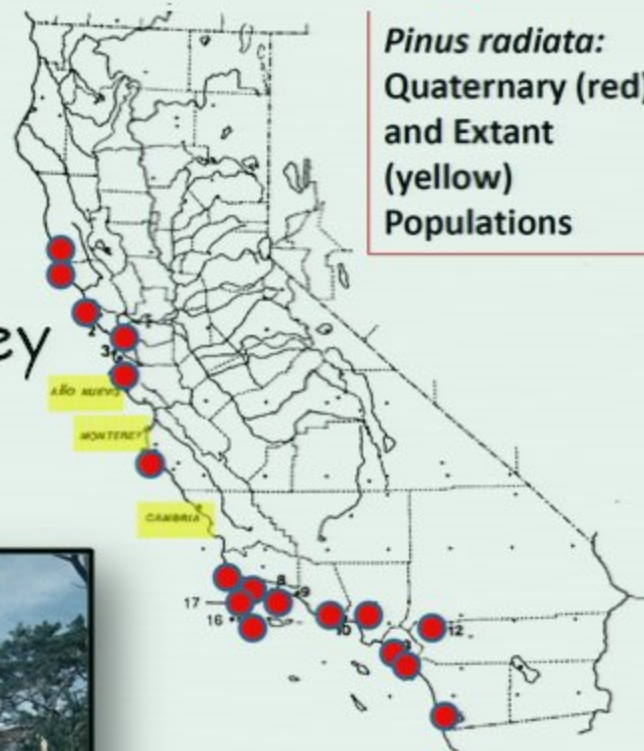 Pinus radiata:
Quaternary (red)
and Extant
(yellow)
Populations
ey
2
3
AÑO NUEVO
MONTEREY
CAMBRIA
8
9
17
16
12